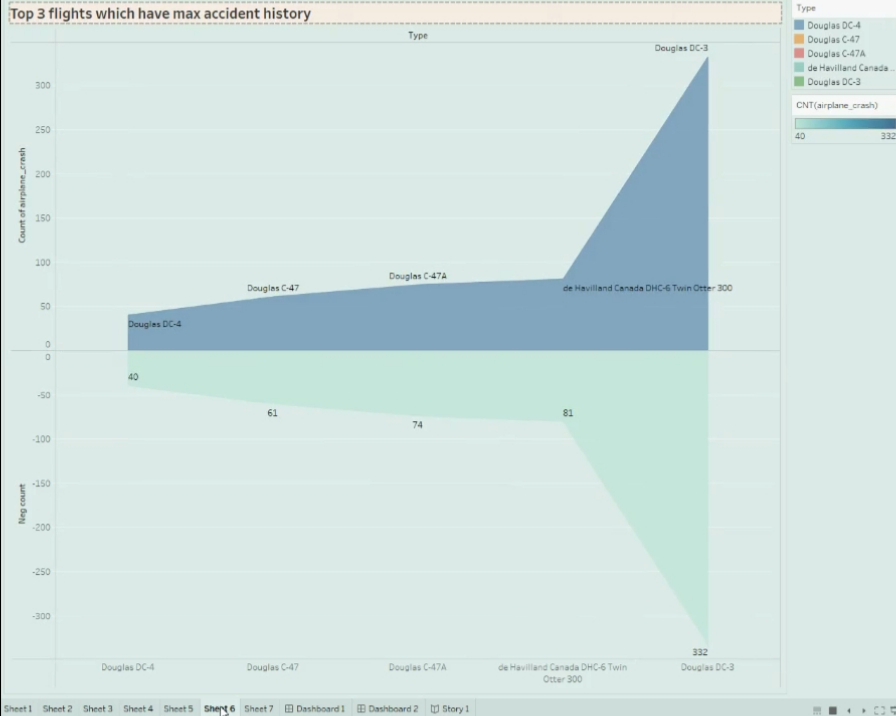 Top 3 flights which have max accident history
Type
Douglas DC-3
300
250
200
150
100
50
0
Count of airplane_crash
Douglas C-47A
Douglas C-47
de Havilland Canada DHC-6 Twin Otter 300
Douglas DC-4
0
-50
-100
-150
-200
-250
-300
Neg count
40
61
74
81
332
Douglas DC-4
Douglas C-47
Douglas C-47A
de Havilland Canada DHC-6 Twin
Otter 300
Douglas DC-3
Type
Douglas DC-4
Douglas C-47
Douglas C-47A
de Havilland Canada...
Douglas DC-3
CNT(airplane_crash)
40 332
Sheet 1 Sheet 2 Sheet 3 Sheet 4 Sheet 5 Sheet 6 Sheet 7 Dashboard 1 Dashboard 2 Story 1